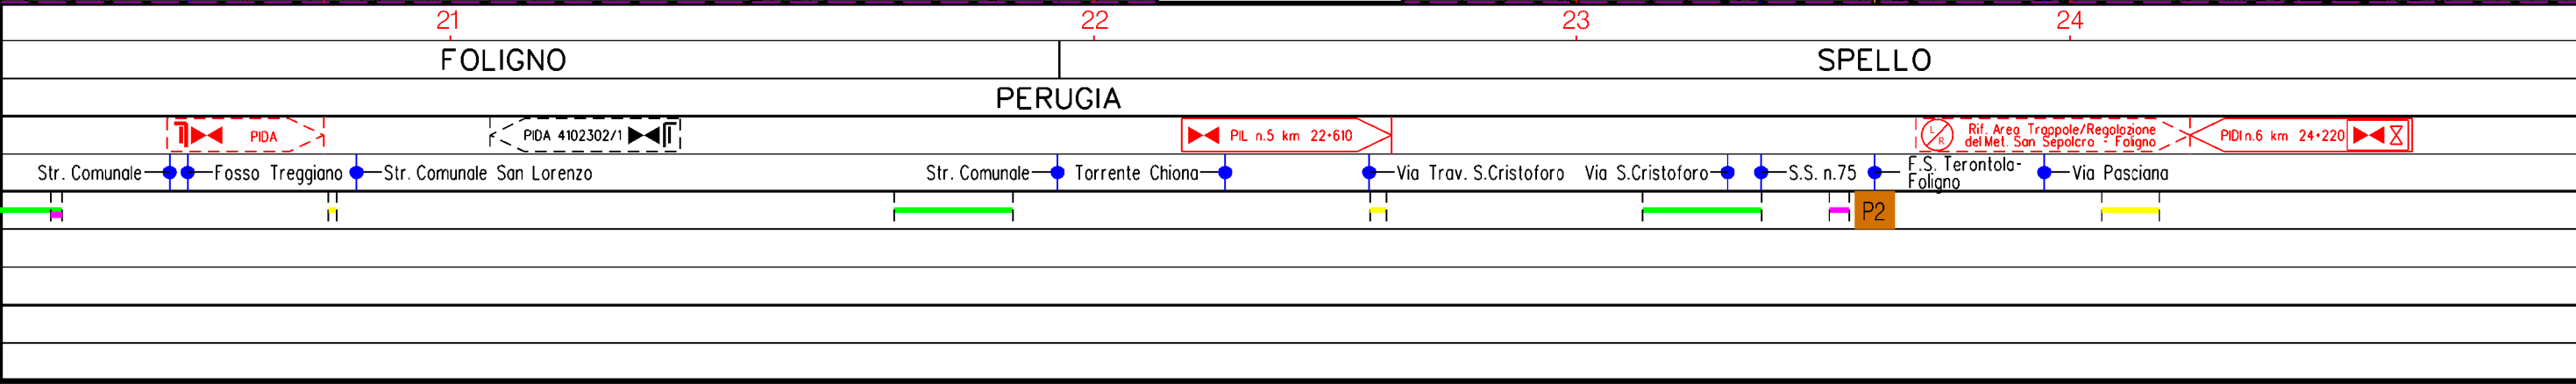 21 22 23 24
FOLIGNO SPELLO
PERUGIA
PIDA PIDA 4102302/1 PIL n.5 km 22+610 L/R Rif. Area Trappole/Regolazione
del Met. San Sepolcro - Foligno PIDI n.6 km 24+220
Str. Comunale Fosso Treggiano Str. Comunale San Lorenzo Str. Comunale Torrente Chiona Via Trav. S.Cristoforo Via S.Cristoforo S.S. n.75 F.S. Terontola-
Foligno Via Pasciana
P2